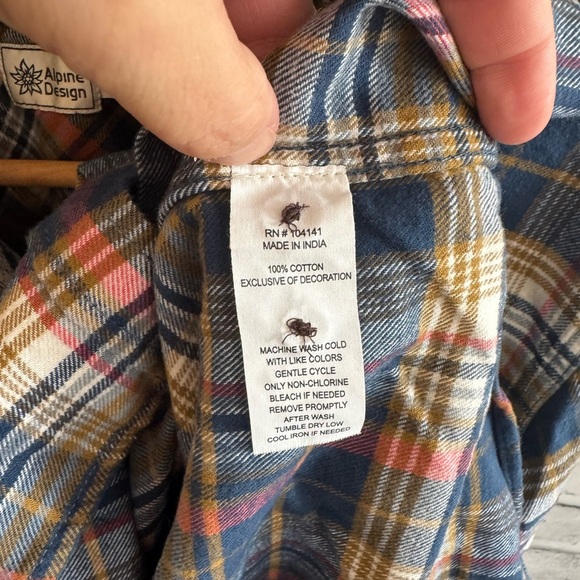 Alpine
Design
RN # 104141
MADE IN INDIA
100% COTTON
EXCLUSIVE OF DECORATION
MACHINE WASH COLD
WITH LIKE COLORS
GENTLE CYCLE
ONLY NON-CHLORINE
BLEACH IF NEEDED
REMOVE PROMPTLY
AFTER WASH
TUMBLE DRY LOW
COOL IRON IF NEEDED